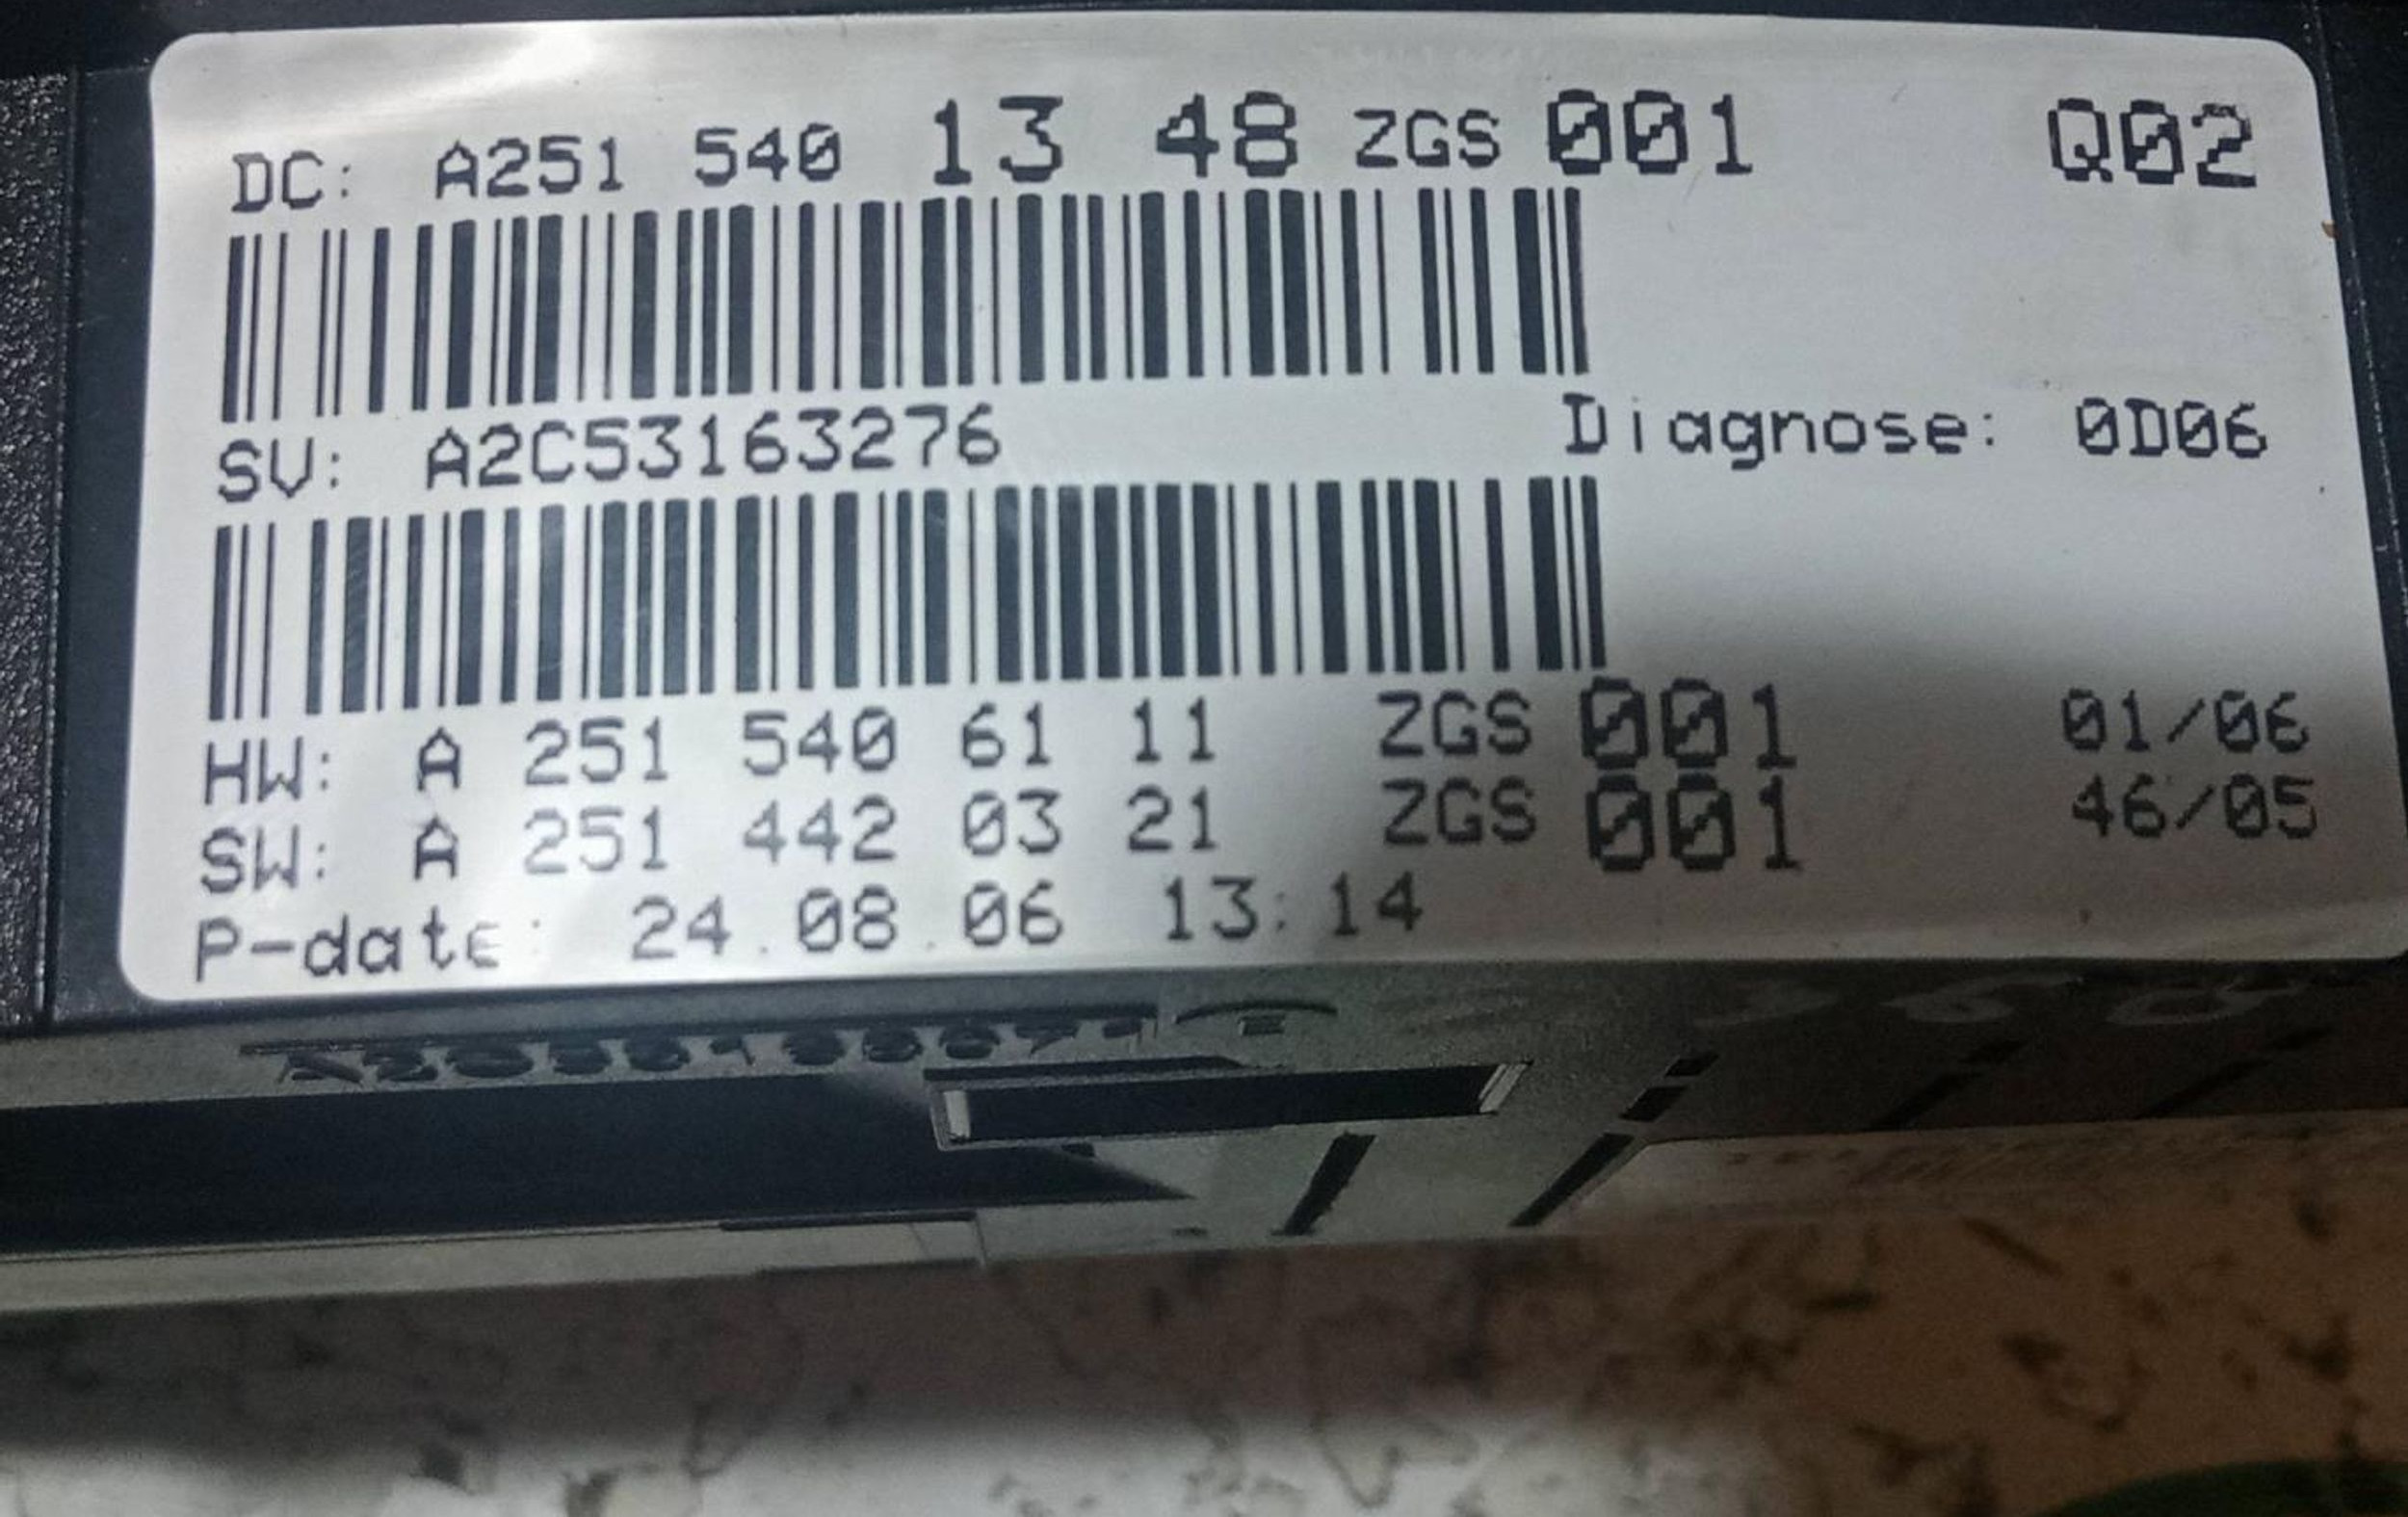 DC: A251 540 13 48 ZGS 001 Q02
SV: A2C53163276 Diagnose: 0D06
HW: A 251 540 61 11 ZGS 001 01/06
SW: A 251 442 03 21 ZGS 001 46/05
P-date: 24.08.06 13:14